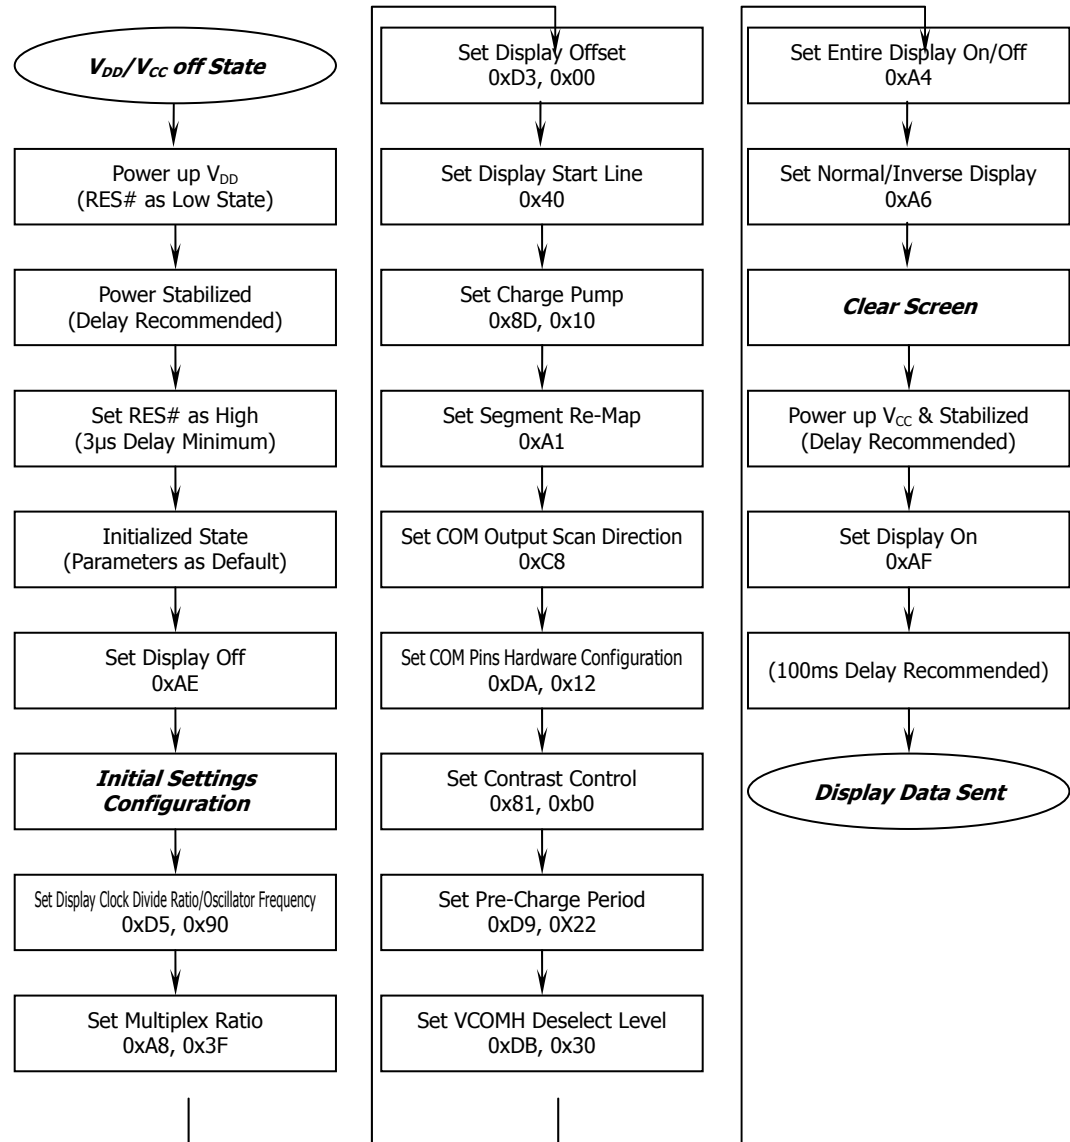 V_DD/V_CC off State
Power up V_DD
(RES# as Low State)
Power Stabilized
(Delay Recommended)
Set RES# as High
(3μs Delay Minimum)
Initialized State
(Parameters as Default)
Set Display Off
0xAE
Initial Settings
Configuration
Set Display Clock Divide Ratio/Oscillator Frequency
0xD5, 0x90
Set Multiplex Ratio
0xA8, 0x3F
Set Display Offset
0xD3, 0x00
Set Display Start Line
0x40
Set Charge Pump
0x8D, 0x10
Set Segment Re-Map
0xA1
Set COM Output Scan Direction
0xC8
Set COM Pins Hardware Configuration
0xDA, 0x12
Set Contrast Control
0x81, 0xb0
Set Pre-Charge Period
0xD9, 0X22
Set VCOMH Deselect Level
0xDB, 0x30
Set Entire Display On/Off
0xA4
Set Normal/Inverse Display
0xA6
Clear Screen
Power up V_CC & Stabilized
(Delay Recommended)
Set Display On
0xAF
(100ms Delay Recommended)
Display Data Sent